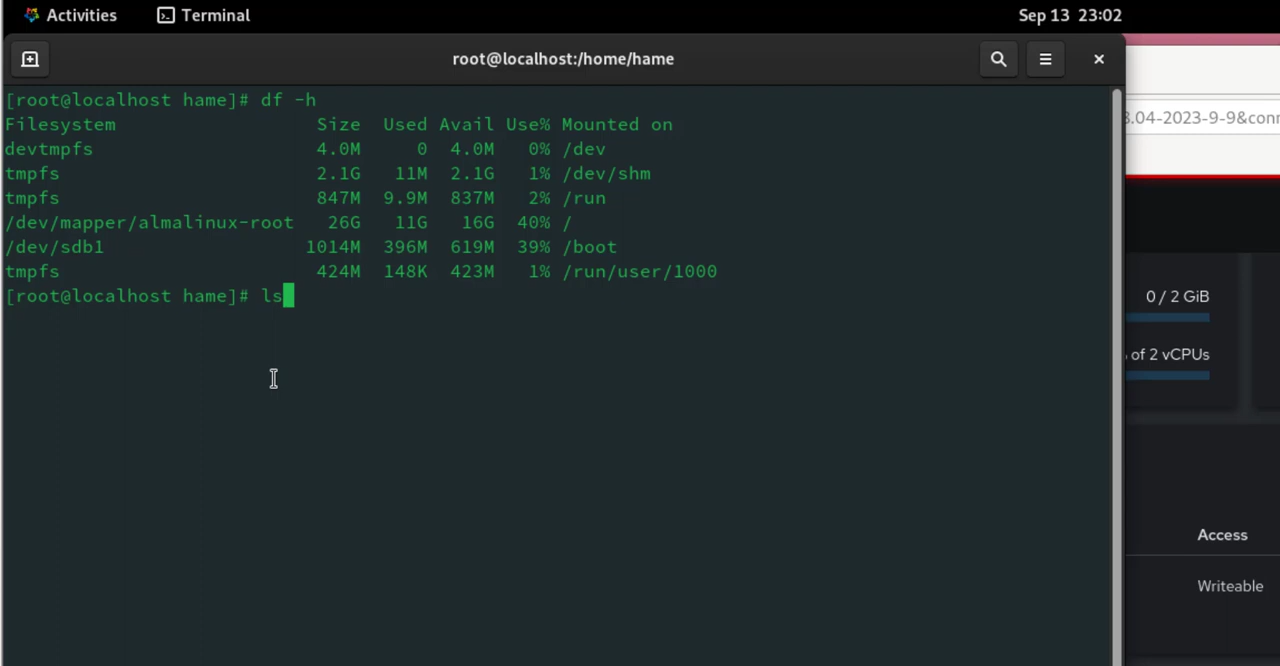 Activities Terminal Sep 13 23:02
root@localhost:/home/hame
[root@localhost hame]# df -h
Filesystem Size Used Avail Use% Mounted on
devtmpfs 4.0M 0 4.0M 0% /dev
tmpfs 2.1G 11M 2.1G 1% /dev/shm
tmpfs 847M 9.9M 837M 2% /run
/dev/mapper/almalinux-root 26G 11G 16G 40% /
/dev/sdb1 1014M 396M 619M 39% /boot
tmpfs 424M 148K 423M 1% /run/user/1000
[root@localhost hame]# ls
.04-2023-9-9&conn
0 / 2 GiB
of 2 vCPUs
Access
Writeable